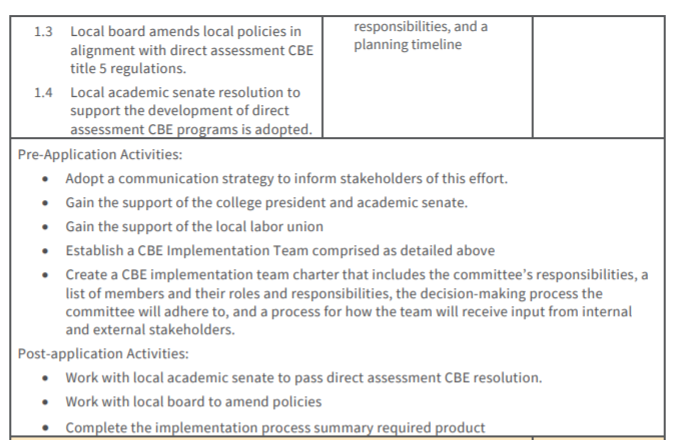 1.3 Local board amends local policies in
alignment with direct assessment CBE
title 5 regulations.
1.4 Local academic senate resolution to
support the development of direct
assessment CBE programs is adopted.
responsibilities, and a
planning timeline
Pre-Application Activities:
• Adopt a communication strategy to inform stakeholders of this effort.
• Gain the support of the college president and academic senate.
• Gain the support of the local labor union
• Establish a CBE Implementation Team comprised as detailed above
• Create a CBE implementation team charter that includes the committee’s responsibilities, a
list of members and their roles and responsibilities, the decision-making process the
committee will adhere to, and a process for how the team will receive input from internal
and external stakeholders.
Post-application Activities:
• Work with local academic senate to pass direct assessment CBE resolution.
• Work with local board to amend policies
• Complete the implementation process summary required product